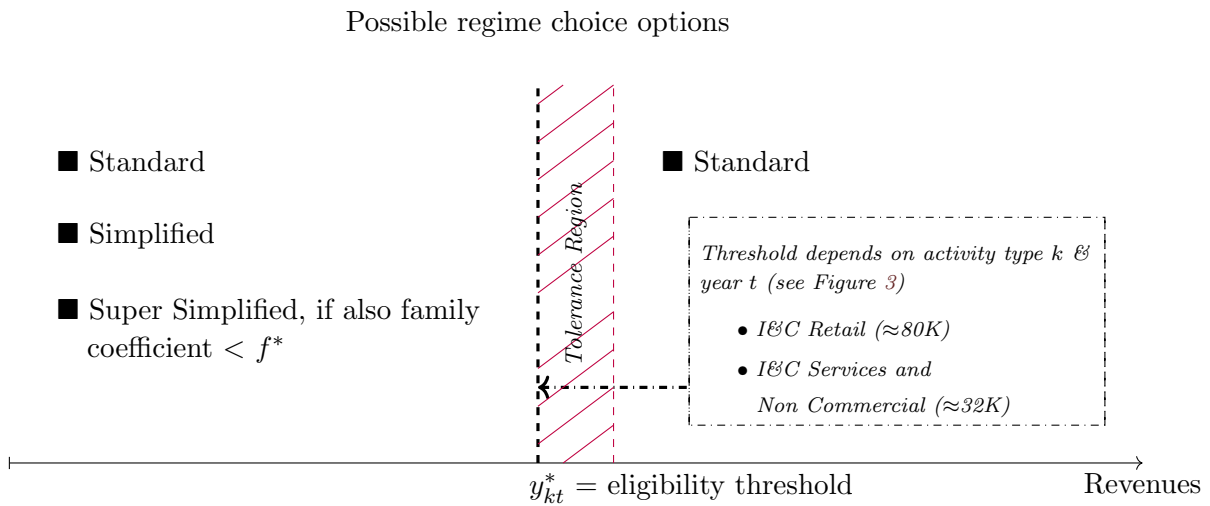 Possible regime choice options
■ Standard
■ Simplified
■ Super Simplified, if also family
coefficient < f*
Tolerance Region
■ Standard
Threshold depends on activity type k &
year t (see Figure 3)
• I&C Retail (≈80K)
• I&C Services and
Non Commercial (≈32K)
y*kt = eligibility threshold
Revenues